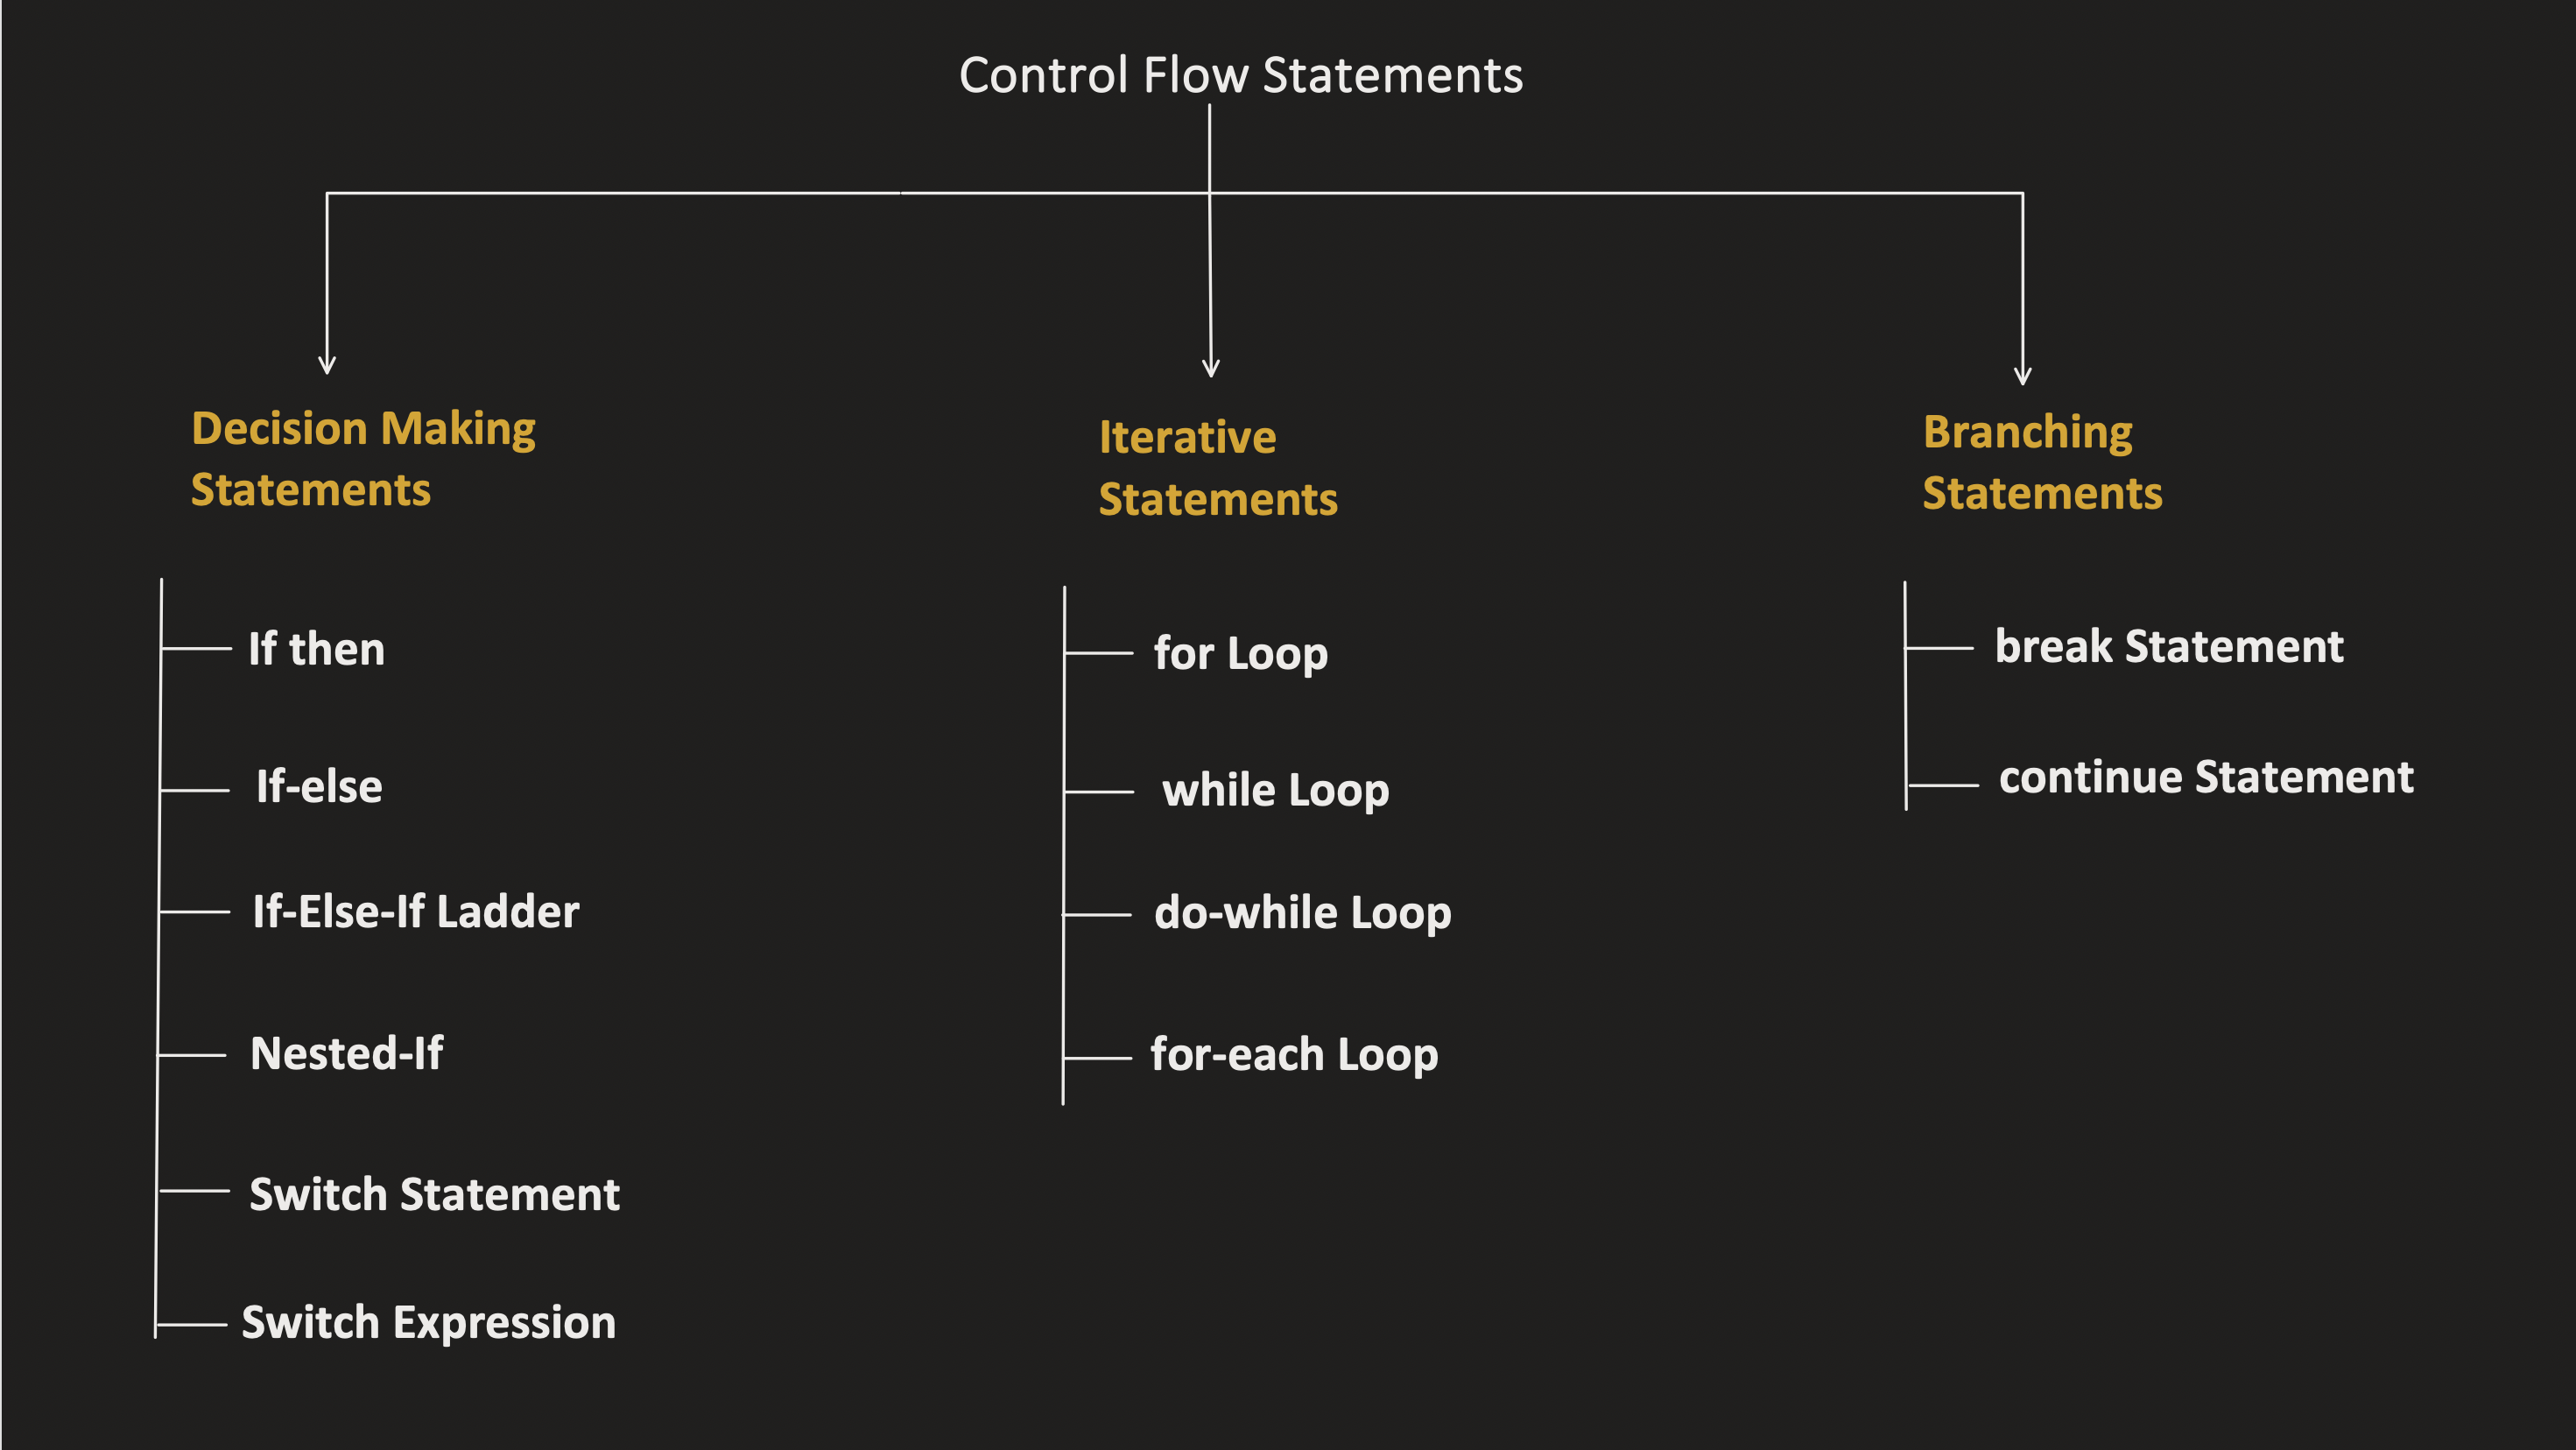 Control Flow Statements
Decision Making
Statements
If then
If-else
If-Else-If Ladder
Nested-If
Switch Statement
Switch Expression
Iterative
Statements
for Loop
while Loop
do-while Loop
for-each Loop
Branching
Statements
break Statement
continue Statement